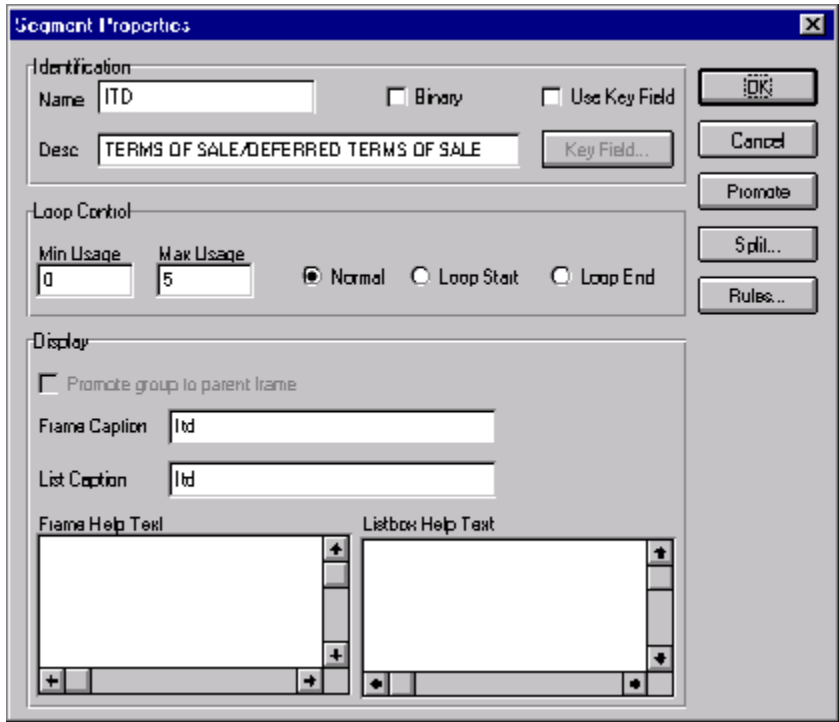 Segment Properties
Identification
Name ITD Binary Use Key Field
Desc TERMS OF SALE/DEFERRED TERMS OF SALE Key Field...
OK
Cancel
Promote
Split...
Rules...
Loop Control
Min Usage Max Usage
0 5 Normal Loop Start Loop End
Display
Promote group to parent frame
Frame Caption Itd
List Caption Itd
Frame Help Text Listbox Help Text